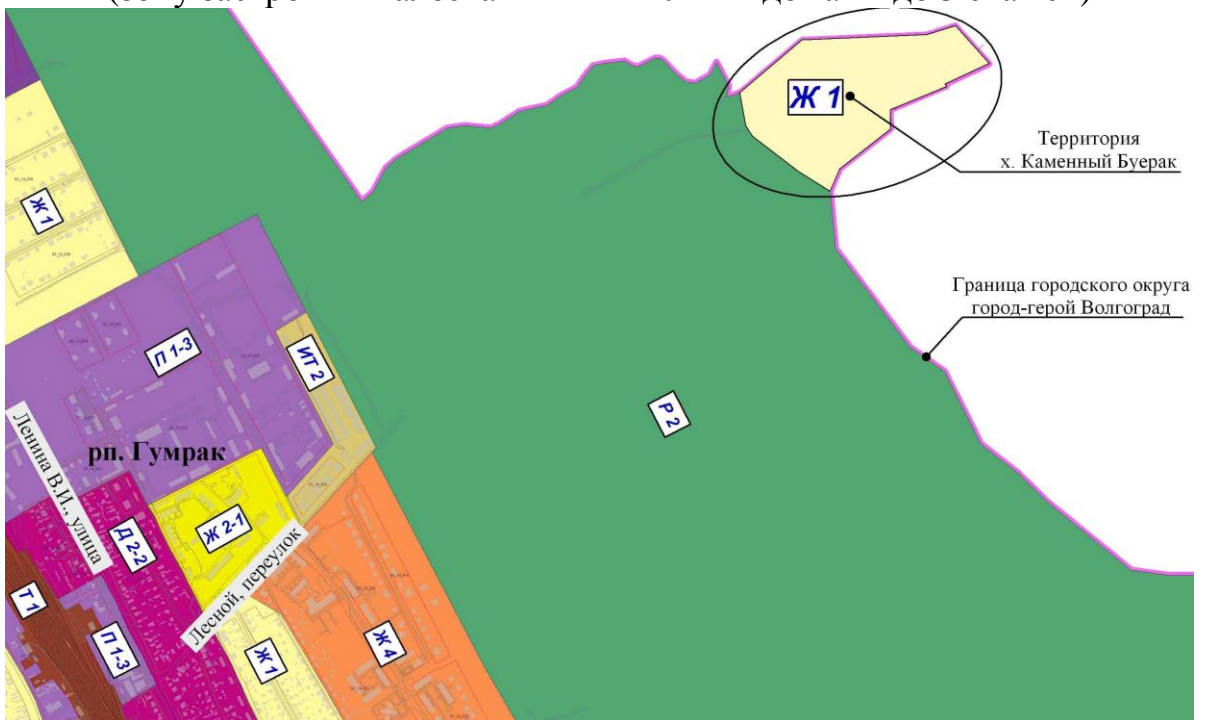 Ж 1
Территория
х. Каменный Буерак
Ж 1
Граница городского округа
город-герой Волгоград
П 1-3
ИТ 2
Р 2
Ленина В.И., улица
рп. Гумрак
Ж 2-1
Д 2-2
Лесной, переулок
Т 1
П 1-3
Ж 1
Ж 4